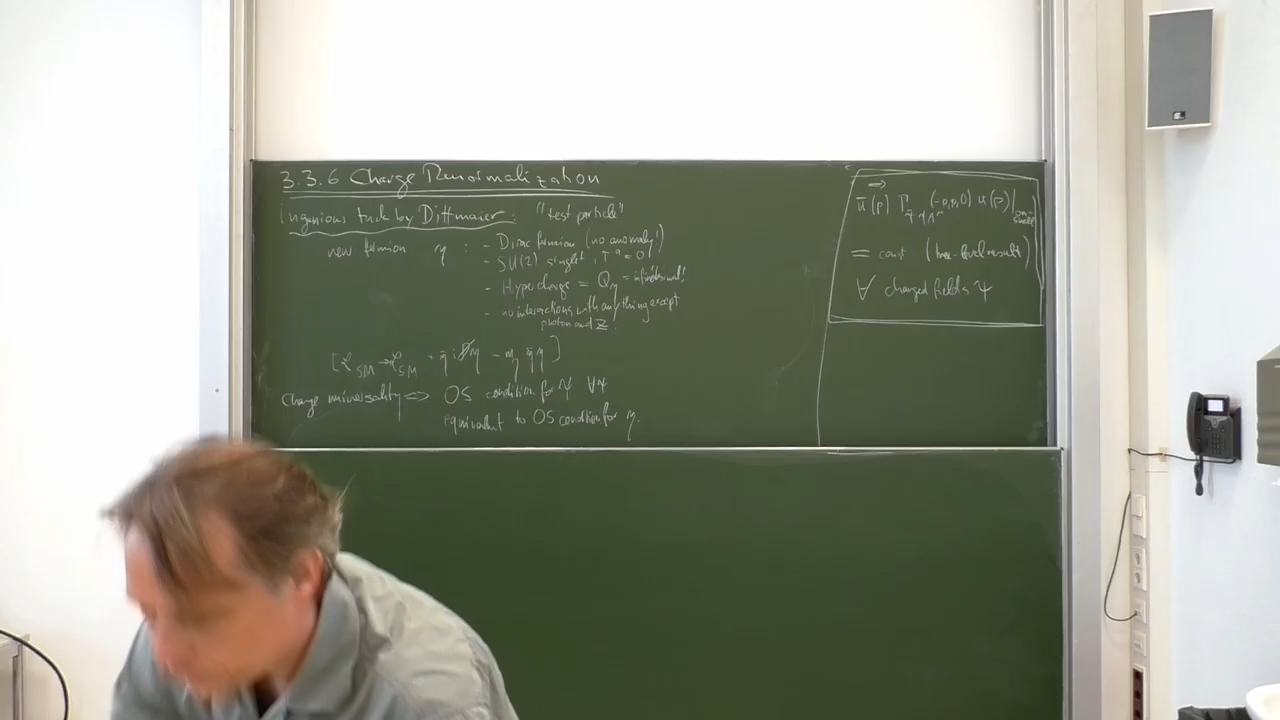 3.3.6 Charge Renormalization
ingenious trick by Dittmaier: "test particle"
new fermion η : - Dirac fermion (no anomaly!)
- SU(2) singlet, T^a = 0
- Hypercharge = Q_η = infinitesimal!
- no interactions with anything except
photon and Z.
[ℒ_SM → ℒ_SM + η̄ i D̸ η - m_η η̄ η ]
Charge universality <=> OS condition for ψ ∀ψ
equivalent to OS condition for η.
ū(p) Γ (-p,p,0) u(p)|
= const (tree-level result)
∀ charged fields ψ